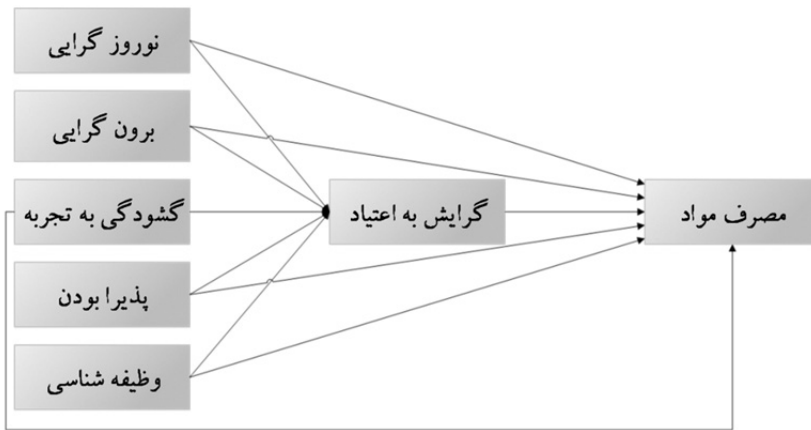 نوروز گرایی
برون گرایی
گشودگی به تجربه
گرایش به اعتیاد
مصرف مواد
پذیرا بودن
وظیفه شناسی